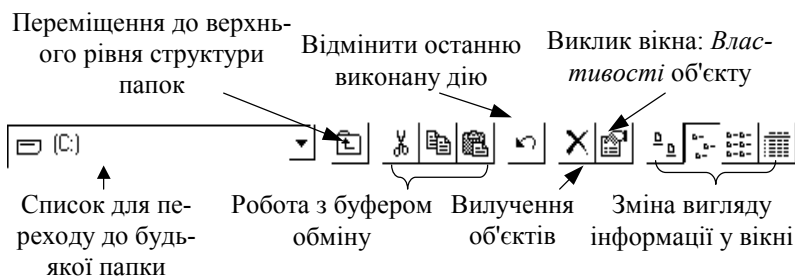 Переміщення до верхнь-
ого рівня структури
папок
Відмінити останню
виконану дію
Виклик вікна: Влас-
тивості об'єкту
(C:)
Список для пе-
реходу до будь-
якої папки
Робота з буфером
обміну
Вилучення
об'єктів
Зміна вигляду
інформації у вікні